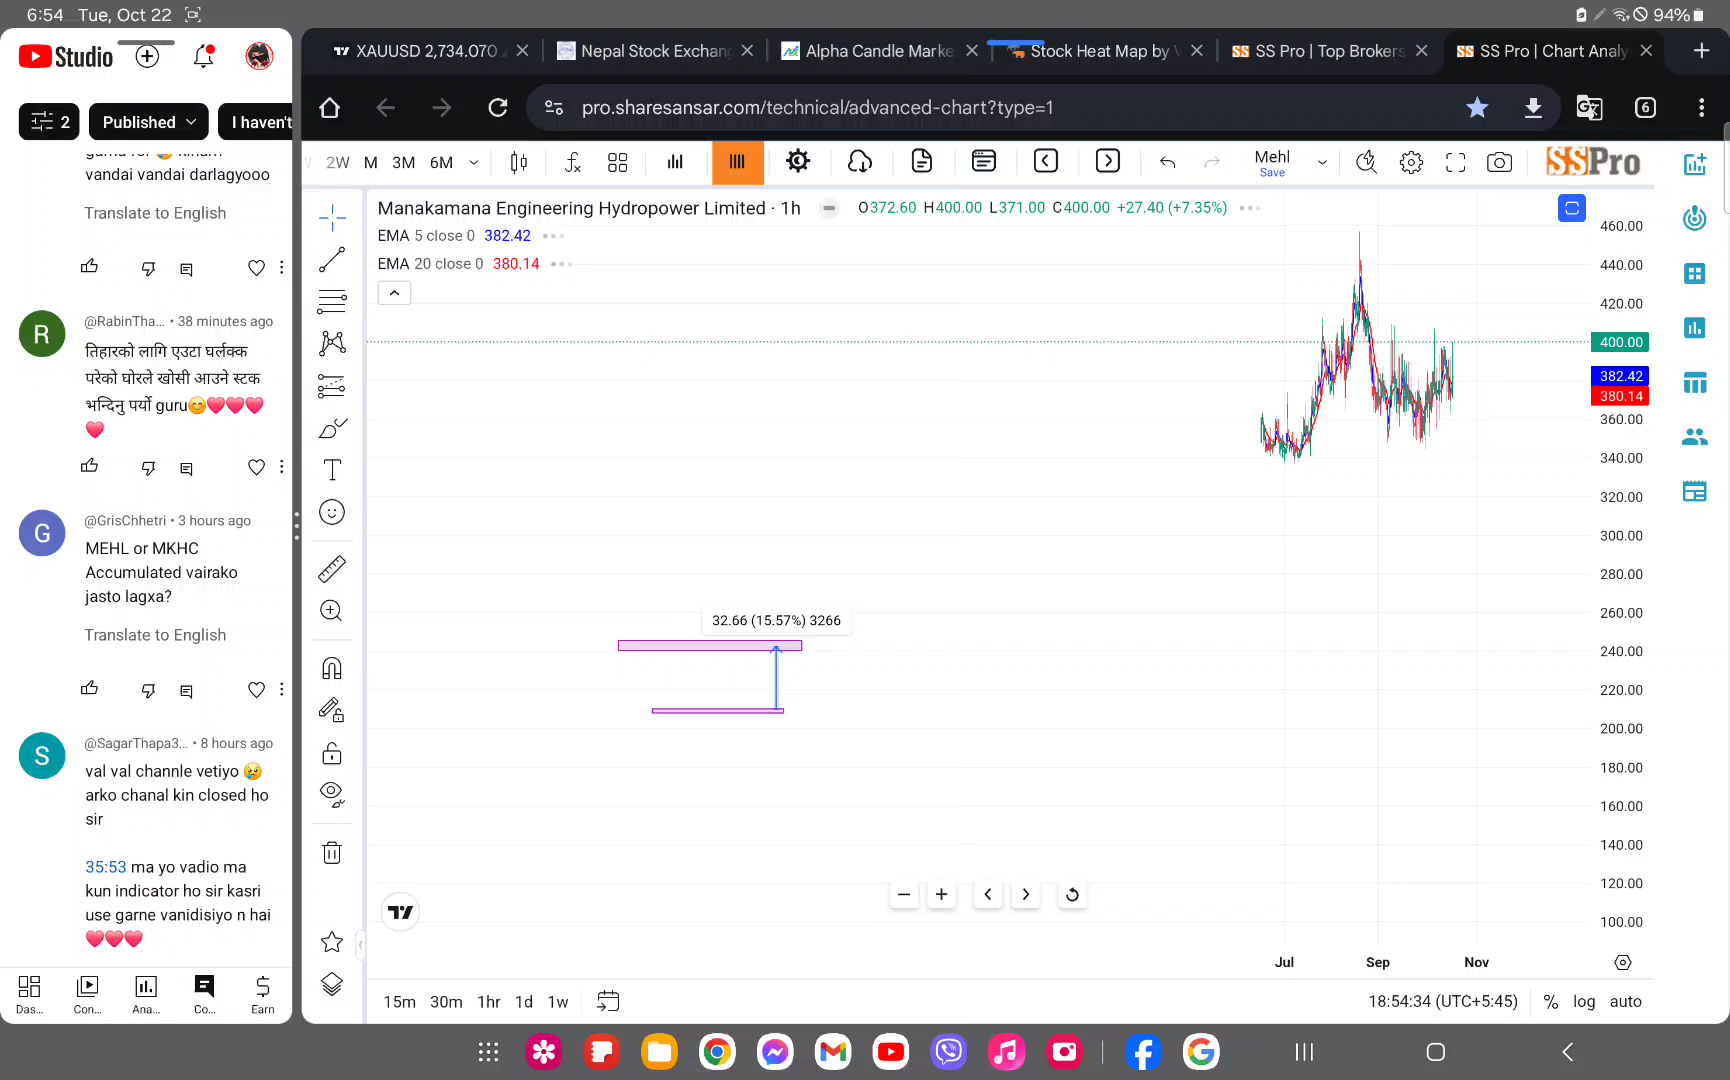 6:54 Tue, Oct 22
94%
Studio
2
Published
I haven't
vandai vandai darlagyooo
Translate to English
@RabinTha... • 38 minutes ago
R
तिहारको लागि एउटा घर्लक्क
परेको घोरले खोसी आउने स्टक
भन्दिनु पर्यो guru😊❤️❤️❤️
❤️
@GrisChhetri • 3 hours ago
G
MEHL or MKHC
Accumulated vairako
jasto lagxa?
Translate to English
@SagarThapa3... • 8 hours ago
S
val val channle vetiyo 😢
arko chanal kin closed ho
sir
35:53 ma yo vadio ma
kun indicator ho sir kasri
use garne vanidisiyo n hai
❤️❤️❤️
Das...
Con...
Ana...
Co...
Earn
XAUUSD 2,734.070
Nepal Stock Exchan
Alpha Candle Marke
Stock Heat Map by
SS Pro | Top Brokers
SS Pro | Chart Analy
pro.sharesansar.com/technical/advanced-chart?type=1
6
2W M 3M 6M
Mehl
Save
SSPro
Manakamana Engineering Hydropower Limited · 1h O372.60 H400.00 L371.00 C400.00 +27.40 (+7.35%)
EMA 5 close 0 382.42
EMA 20 close 0 380.14
460.00
440.00
420.00
400.00
382.42
380.14
360.00
340.00
320.00
300.00
280.00
260.00
240.00
220.00
200.00
180.00
160.00
140.00
120.00
100.00
32.66 (15.57%) 3266
Jul
Sep
Nov
15m 30m 1hr 1d 1w
18:54:34 (UTC+5:45)
% log auto